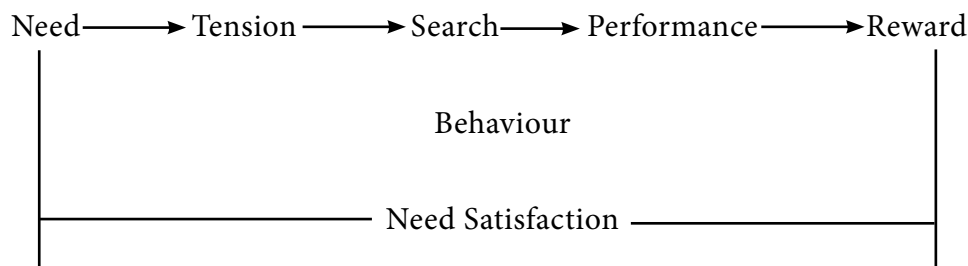 Need Tension Search Performance Reward
Behaviour
Need Satisfaction